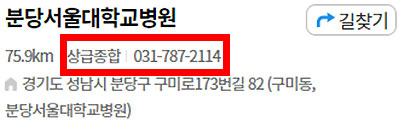 분당서울대학교병원
길찾기
75.9km 상급종합 031-787-2114
경기도 성남시 분당구 구미로173번길 82 (구미동,
분당서울대학교병원)